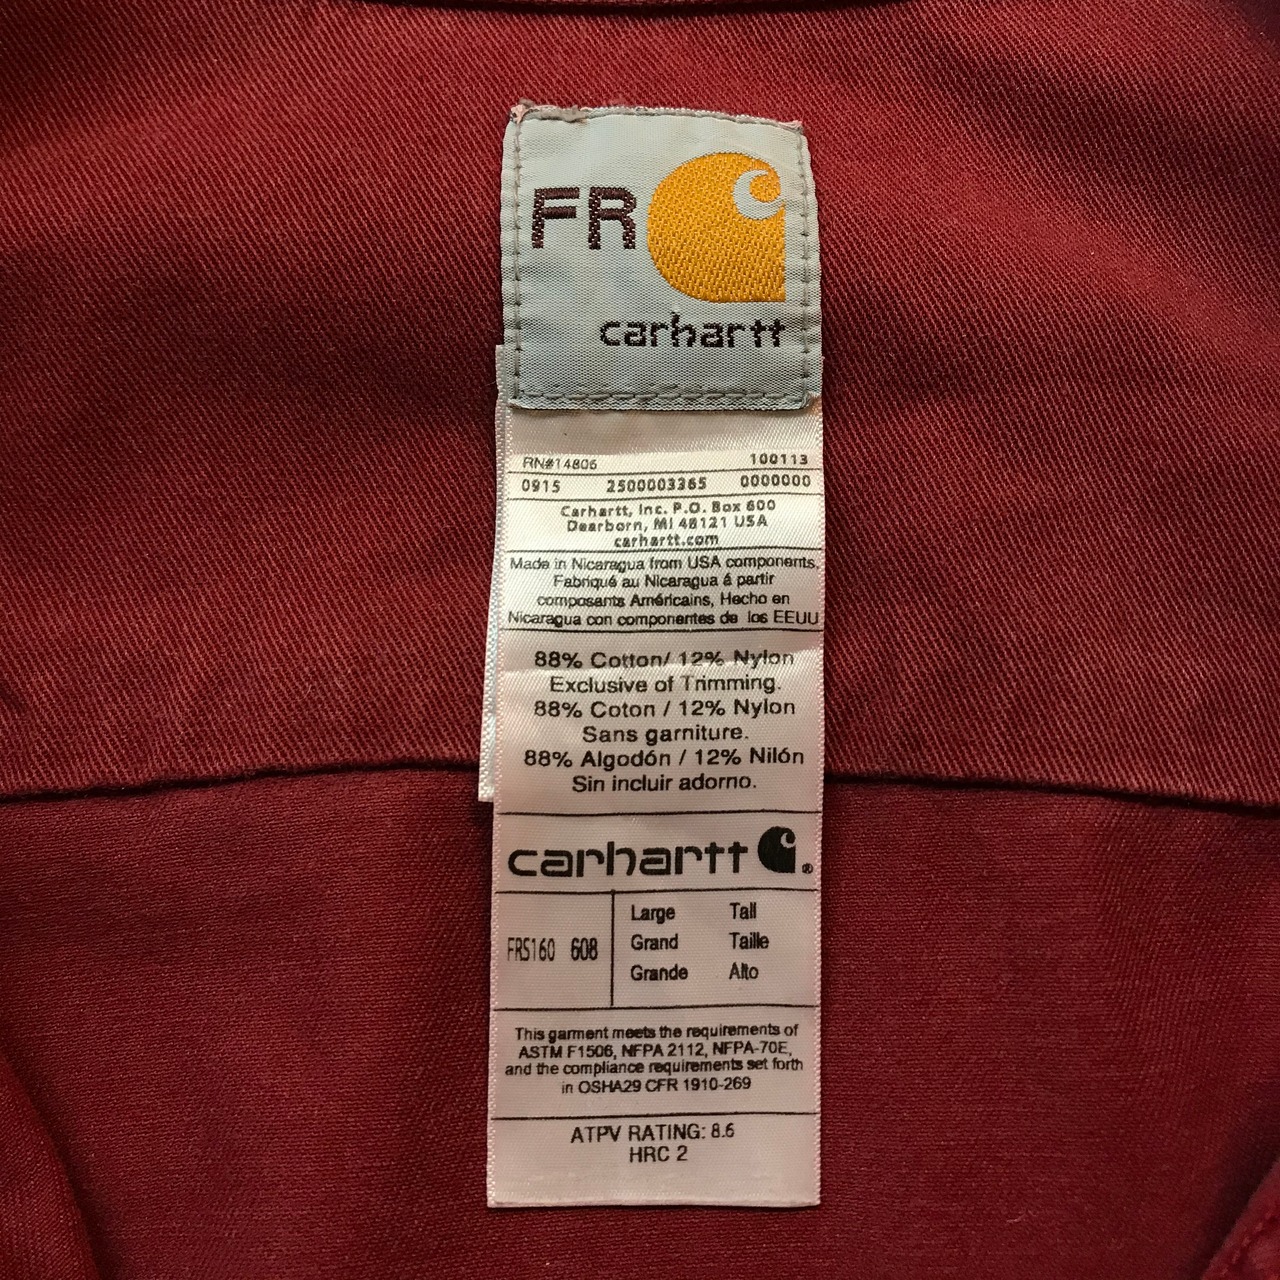 FR
carhartt
RN#14806 100113
0915 2500003365 0000000
Carhartt, Inc. P.O. Box 600
Dearborn, MI 48121 USA
carhartt.com
Made in Nicaragua from USA components.
Fabriqué au Nicaragua á partir
composants Américains, Hecho en
Nicaragua con componentes de los EEUU
88% Cotton/ 12% Nylon
Exclusive of Trimming.
88% Coton / 12% Nylon
Sans garniture.
88% Algodón / 12% Nilón
Sin incluir adorno.
carhartt ®
FRS160 608
Large Tall
Grand Taille
Grande Alto
This garment meets the requirements of
ASTM F1506, NFPA 2112, NFPA-70E,
and the compliance requirements set forth
in OSHA29 CFR 1910-269
ATPV RATING: 8.6
HRC 2